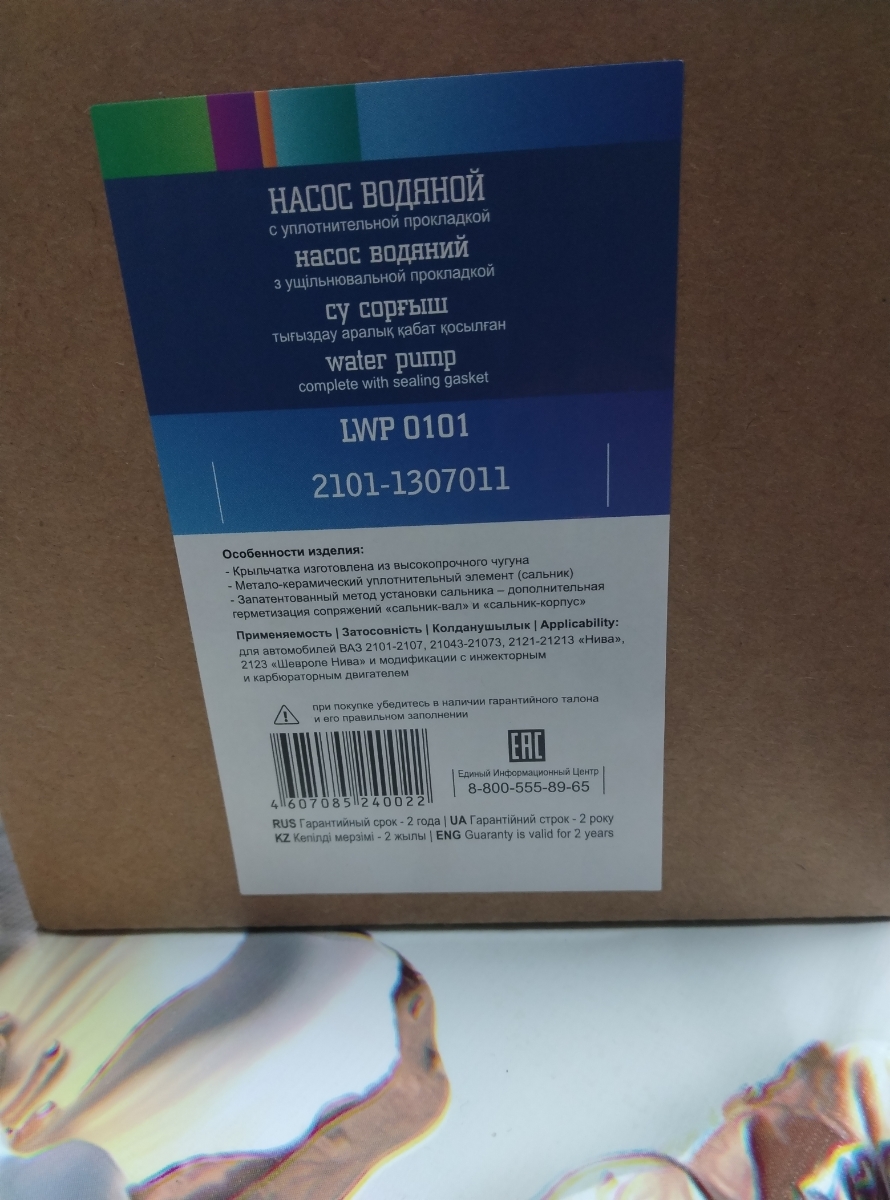 НАСОС ВОДЯНОЙ
с уплотнительной прокладкой
насос водяний
з ущільнювальной прокладкой
су сорғыш
тығыздау аралық қабат қосылған
water pump
complete with sealing gasket
LWP 0101
2101-1307011
Особенности изделия:
- Крыльчатка изготовлена из высокопрочного чугуна
- Метало-керамический уплотнительный элемент (сальник)
- Запатентованный метод установки сальника – дополнительная
герметизация сопряжений «сальник-вал» и «сальник-корпус»
Применяемость | Затосовність | Колданушылык | Applicability:
для автомобилей ВАЗ 2101-2107, 21043-21073, 2121-21213 «Нива»,
2123 «Шевроле Нива» и модификации с инжекторным
и карбюраторным двигателем
при покупке убедитесь в наличии гарантийного талона
и его правильном заполнении
EAC
Единый Информационный Центр
8-800-555-89-65
4 607085 240022
RUS Гарантийный срок - 2 года | UA Гарантійний строк - 2 року
KZ Кепілді мерзімі - 2 жылы | ENG Guaranty is valid for 2 years